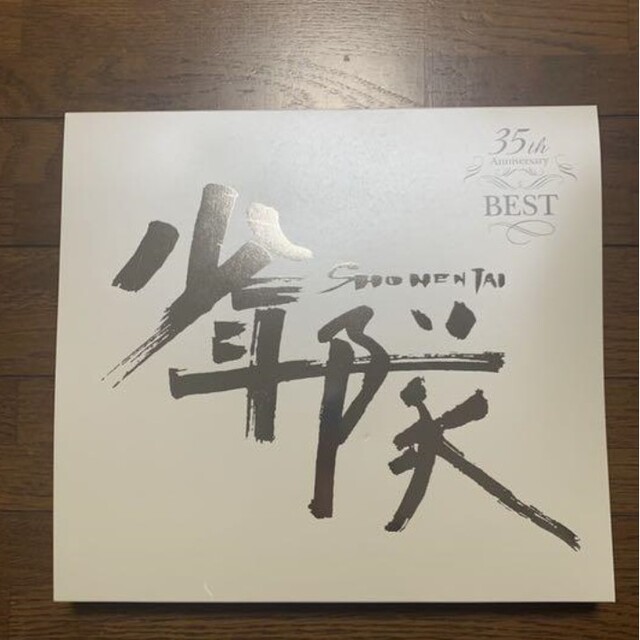 35th
Anniversary
BEST
少年隊
SHONENTAI